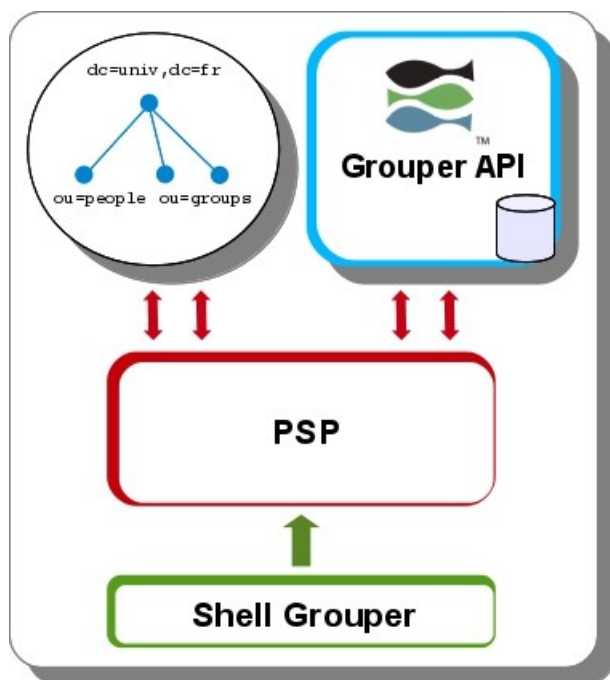 dc=univ,dc=fr
ou=people ou=groups
TM
Grouper API
PSP
Shell Grouper